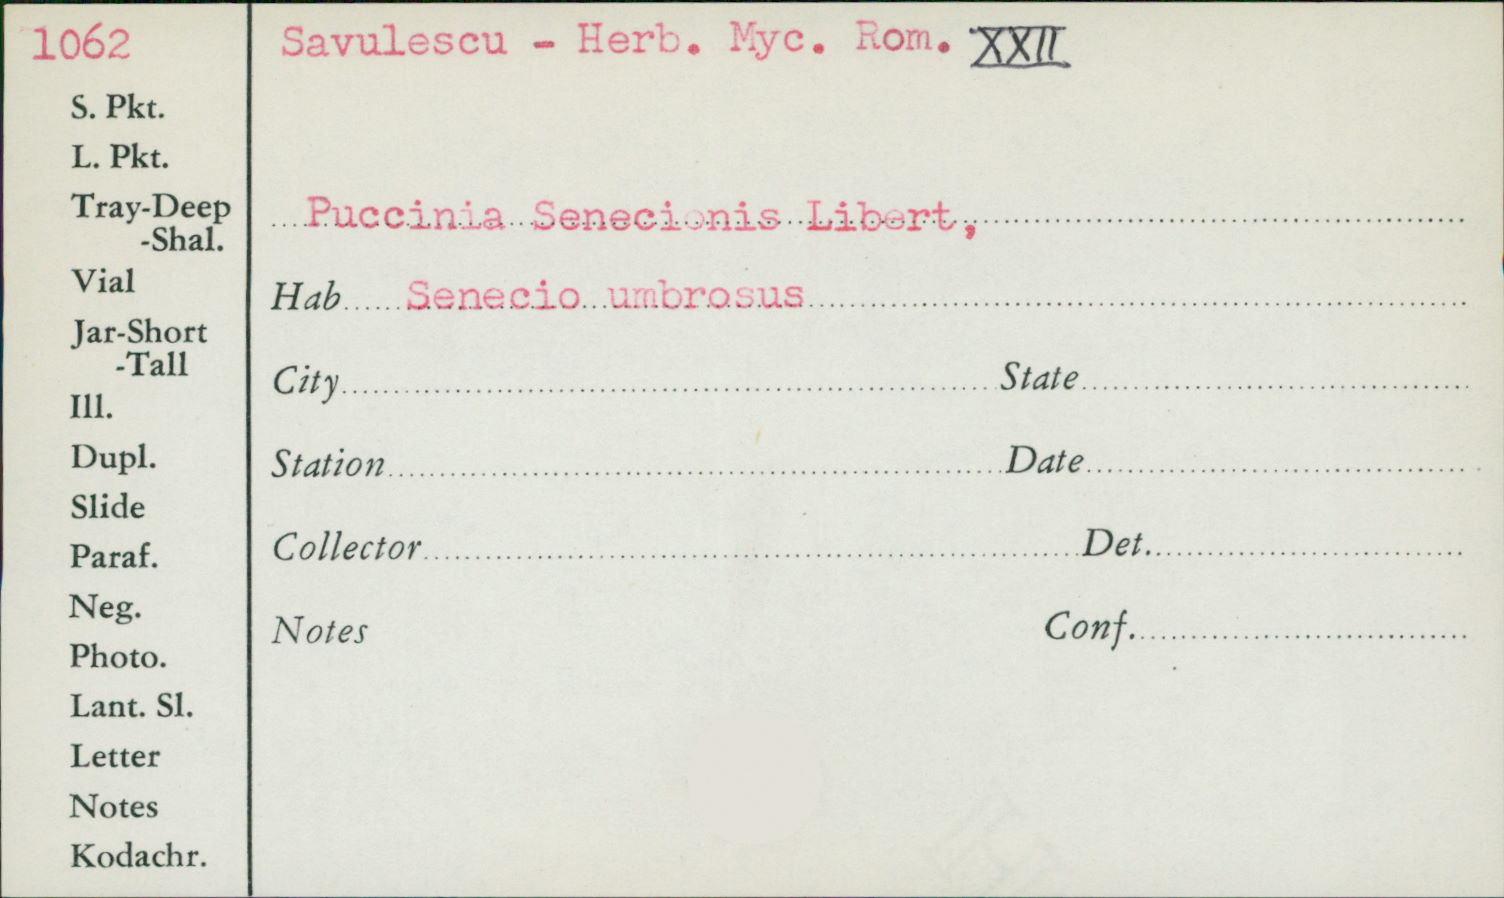 1062
Savulescu - Herb. Myc. Rom. XXII
S. Pkt.
L. Pkt.
Tray-Deep
-Shal.
Vial
Jar-Short
-Tall
Ill.
Dupl.
Slide
Paraf.
Neg.
Photo.
Lant. Sl.
Letter
Notes
Kodachr.
Puccinia Senecionis Libert,
Hab Senecio umbrosus
City State
Station Date
Collector Det.
Notes Conf.